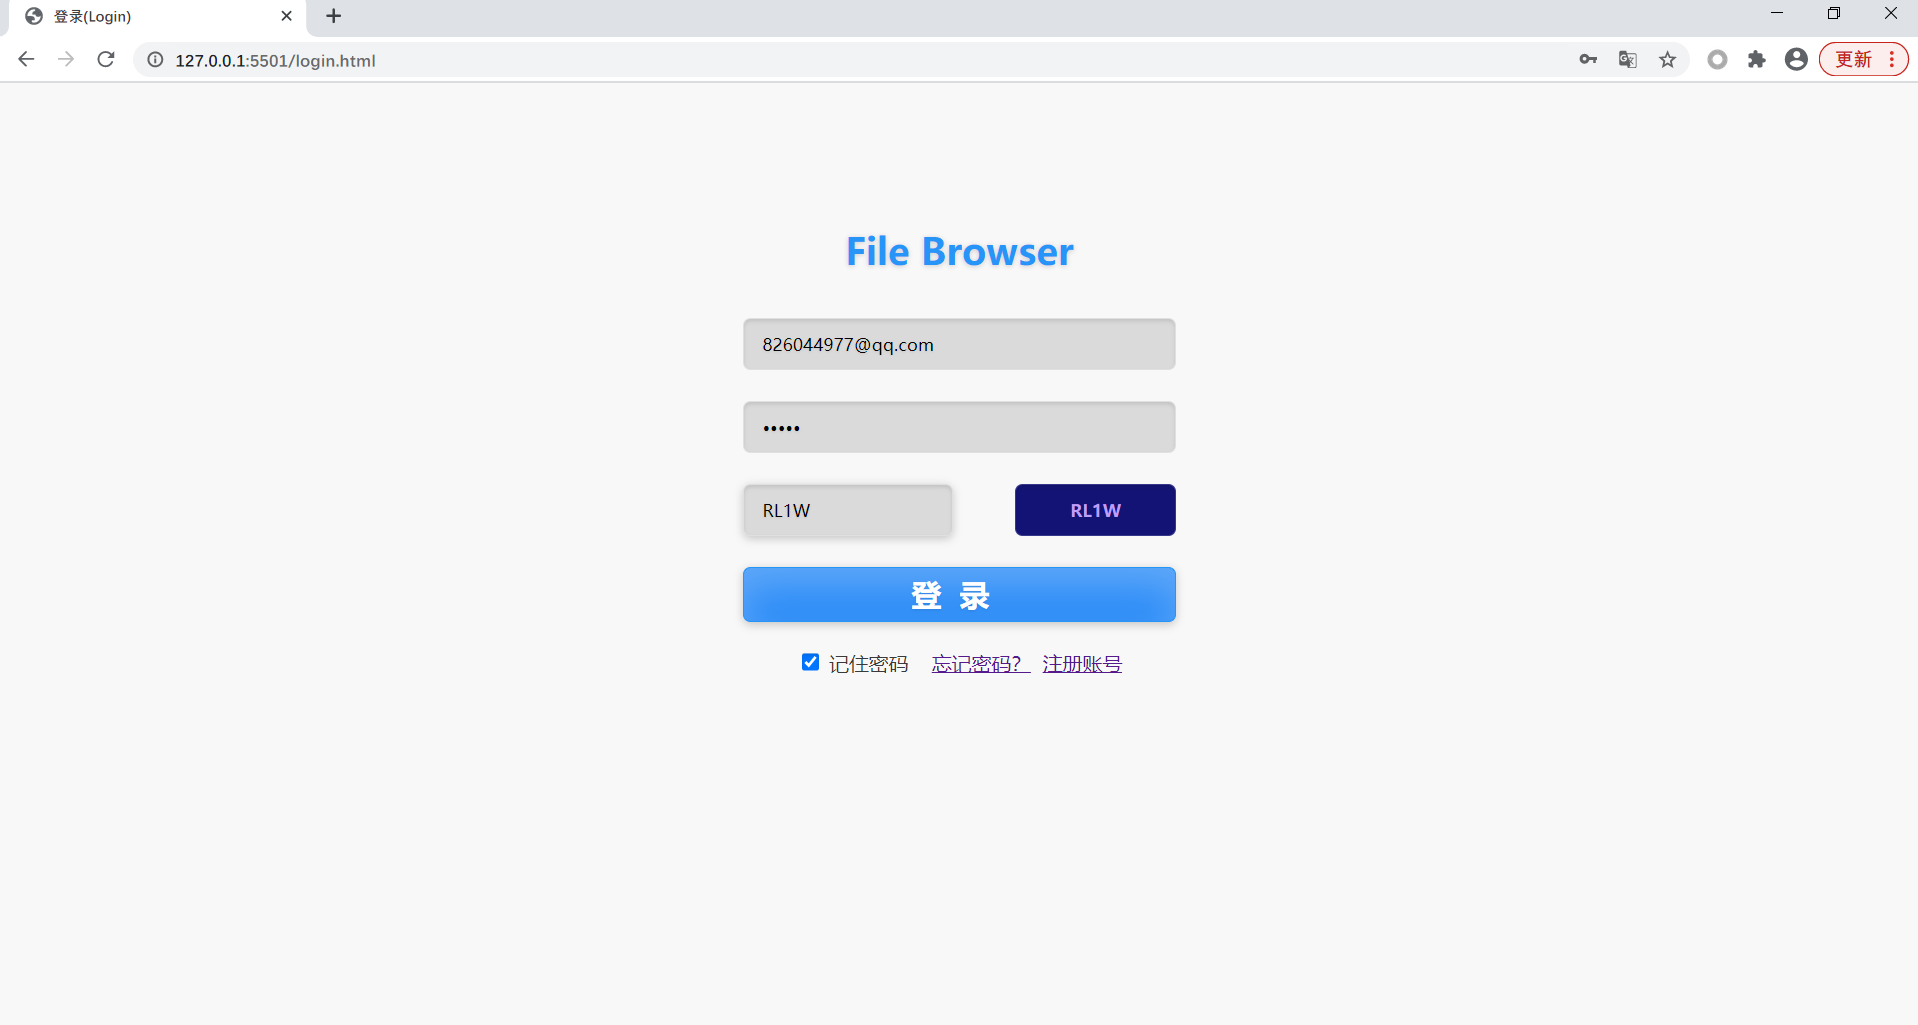 登录(Login)
127.0.0.1:5501/login.html
更新
File Browser
826044977@qq.com
•••••
RL1W
RL1W
登 录
记住密码 忘记密码？ 注册账号